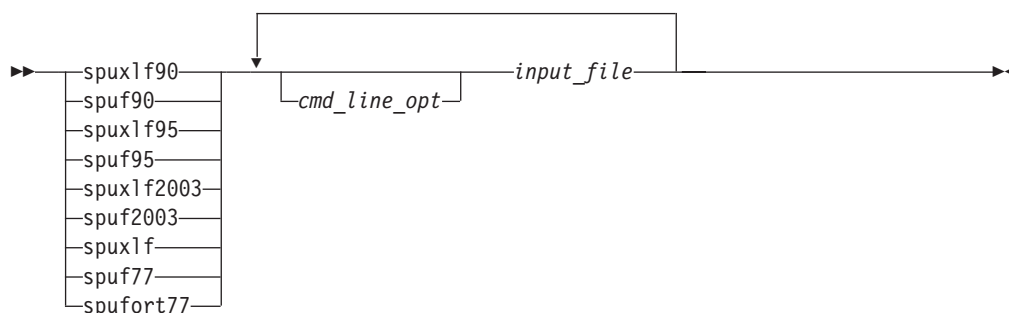 spuxlf90 input_file
cmd_line_opt
spuf90
spuxlf95
spuf95
spuxlf2003
spuf2003
spuxlf
spuf77
spufort77